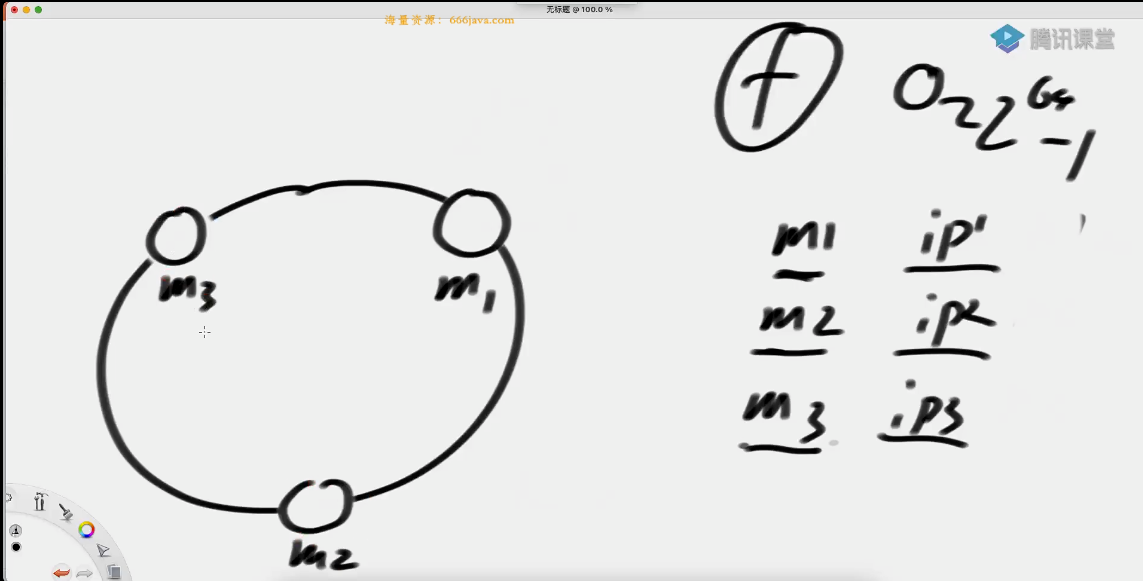 无标题 @ 100.0 %
海量资源：666java.com
腾讯课堂
f 0~2^64-1
m1 ip1
m2 ip2
m3 ip3
m3
m1
m2